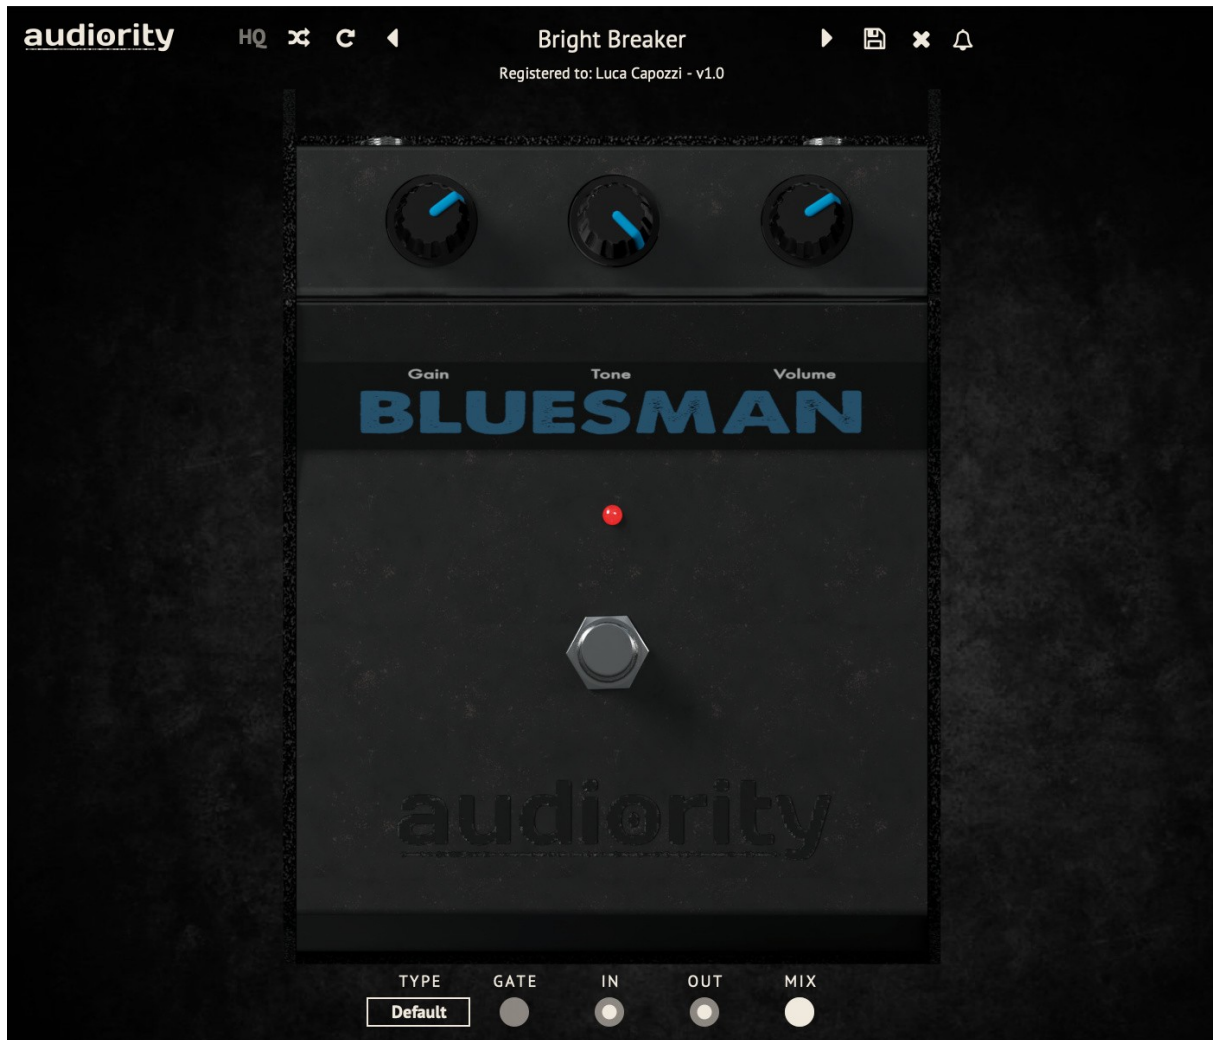 audiority HQ Bright Breaker
Registered to: Luca Capozzi - v1.0
Gain Tone Volume
BLUESMAN
audiority
TYPE GATE IN OUT MIX
Default